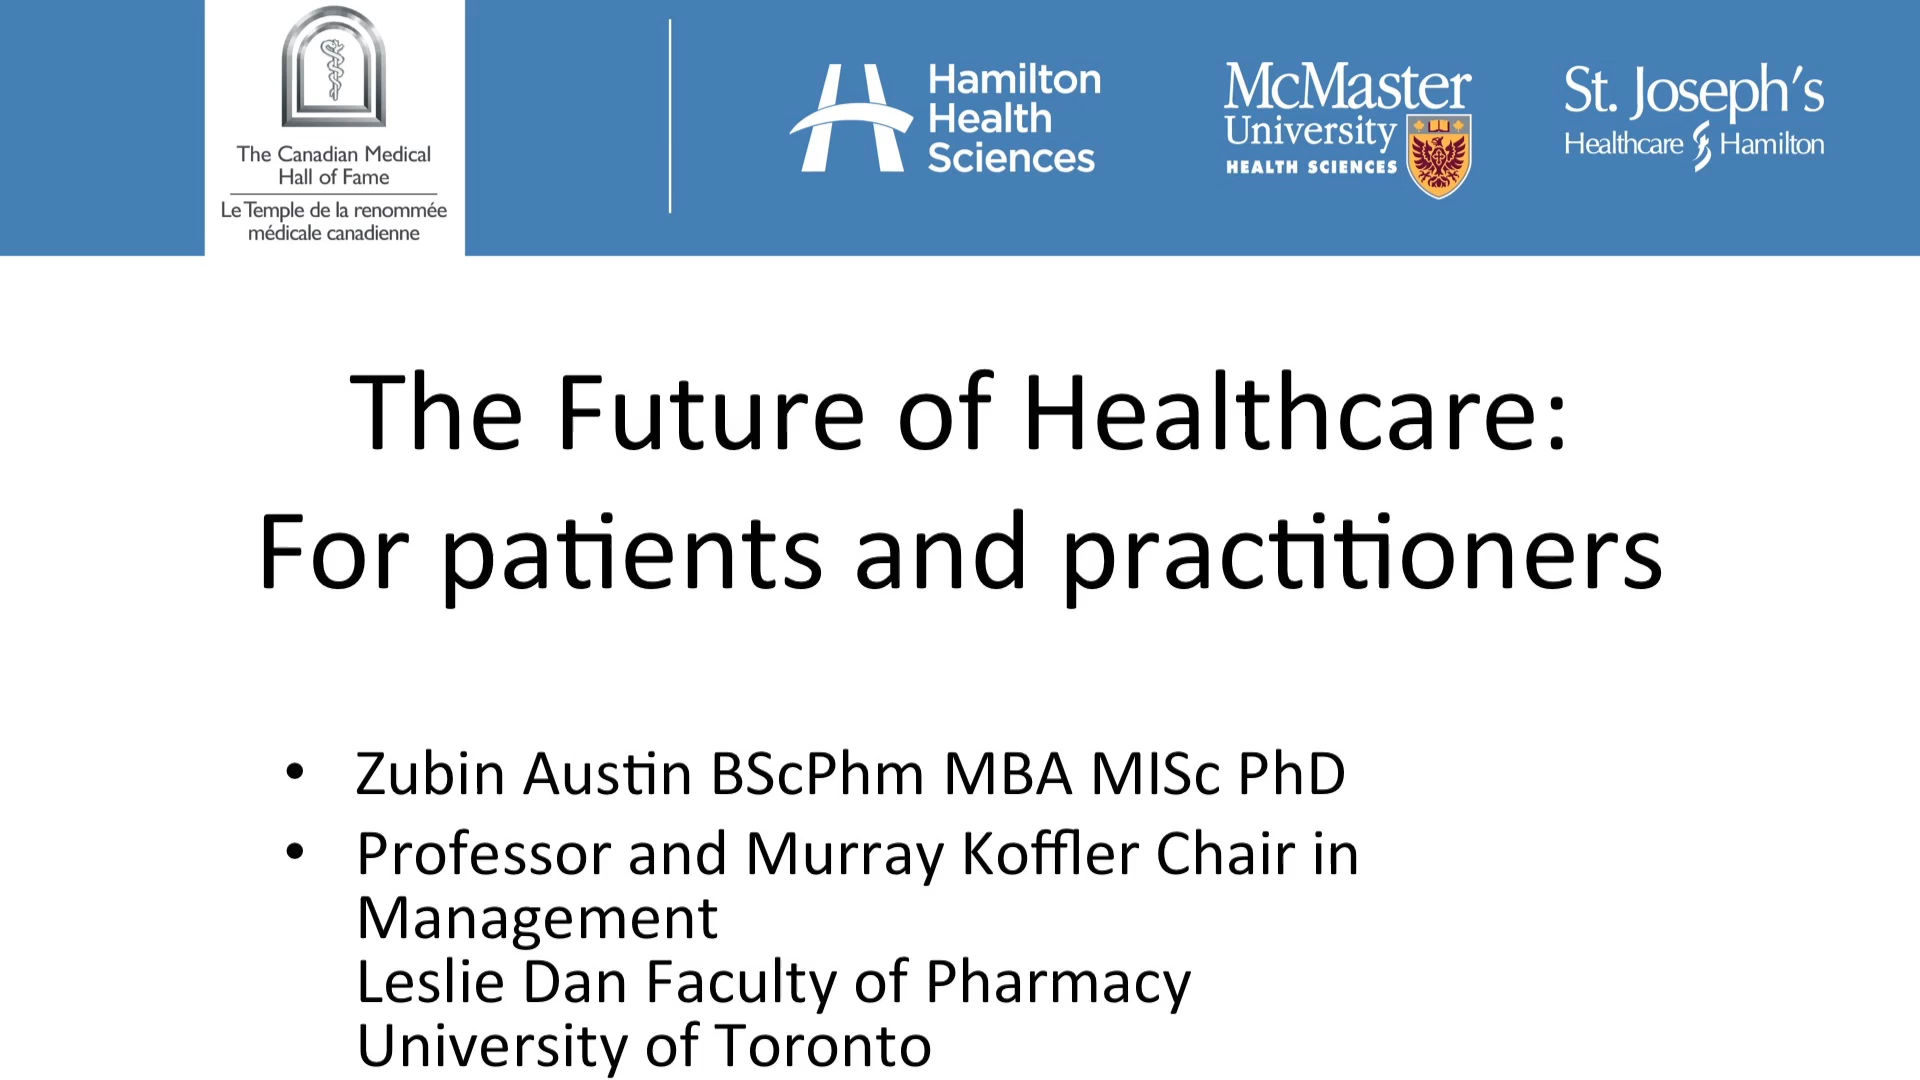 The Canadian Medical
Hall of Fame
Le Temple de la renommée
médicale canadienne
Hamilton
Health
Sciences
McMaster
University
HEALTH SCIENCES
St. Joseph's
Healthcare Hamilton
The Future of Healthcare:
For patients and practitioners
• Zubin Austin BScPhm MBA MISc PhD
• Professor and Murray Koffler Chair in
Management
Leslie Dan Faculty of Pharmacy
University of Toronto